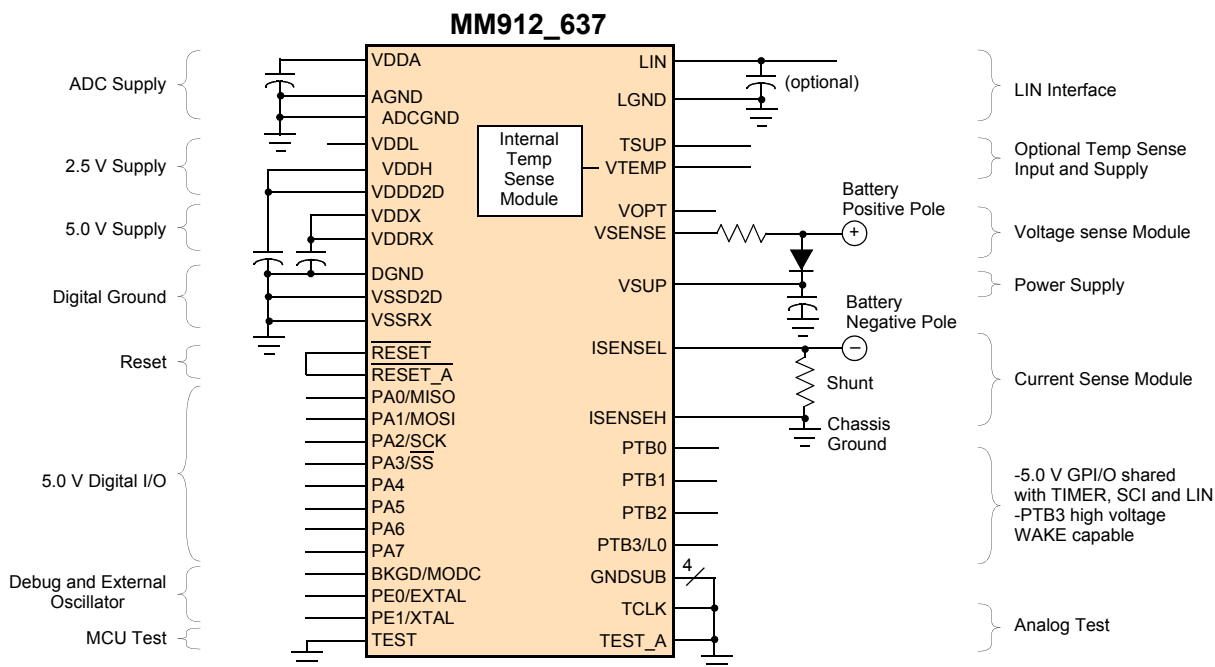 MM912_637
ADC Supply
2.5 V Supply
5.0 V Supply
Digital Ground
Reset
5.0 V Digital I/O
Debug and External
Oscillator
MCU Test
VDDA
AGND
ADCGND
VDDL
VDDH
VDDD2D
VDDX
VDDRX
DGND
VSSD2D
VSSRX
RESET
RESET_A
PA0/MISO
PA1/MOSI
PA2/SCK
PA3/SS
PA4
PA5
PA6
PA7
BKGD/MODC
PE0/EXTAL
PE1/XTAL
TEST
Internal
Temp
Sense
Module
LIN
LGND
TSUP
VTEMP
VOPT
VSENSE
VSUP
ISENSEL
ISENSEH
PTB0
PTB1
PTB2
PTB3/L0
GNDSUB
TCLK
TEST_A
(optional)
Battery
Positive Pole
+
Battery
Negative Pole
−
Shunt
Chassis
Ground
4
LIN Interface
Optional Temp Sense
Input and Supply
Voltage sense Module
Power Supply
Current Sense Module
-5.0 V GPI/O shared
with TIMER, SCI and LIN
-PTB3 high voltage
WAKE capable
Analog Test